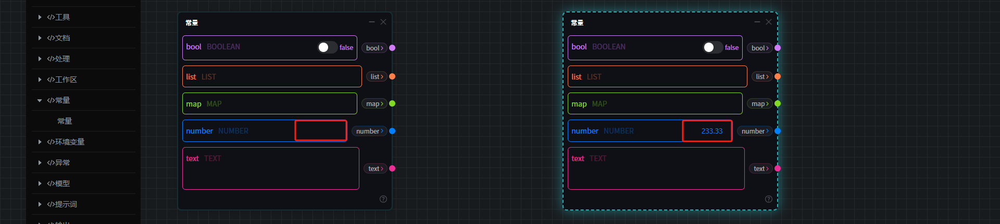 </>工具
</>文档
</>处理
</>工作区
</>常量
常量
</>环境变量
</>异常
</>模型
</>提示词
常量
bool BOOLEAN false bool
list LIST list
map MAP map
number NUMBER number
text TEXT text
?
常量
bool BOOLEAN false bool
list LIST list
map MAP map
number NUMBER 233.33 number
text TEXT text
?